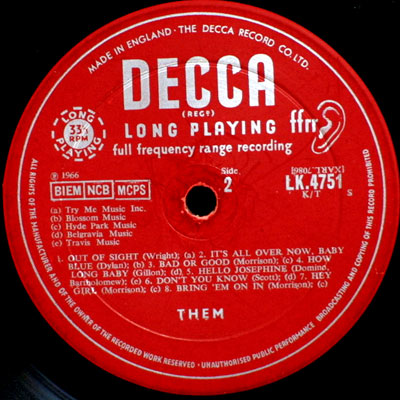 MADE IN ENGLAND · THE DECCA RECORD CO. LTD.
DECCA
(REGD)
LONG PLAYING
ffrr
full frequency range recording
LONG
33⅓
RPM
PLAYING
℗ 1966
Side
2
(XARL.7086)
LK.4751
K/T
S
BIEM NCB MCPS
(a) Try Me Music Inc.
(b) Blossom Music
(c) Hyde Park Music
(d) Belgravia Music
(e) Travis Music
1. OUT OF SIGHT (Wright); (a) 2. IT'S ALL OVER NOW, BABY
BLUE (Dylan); (b) 3. BAD OR GOOD (Morrison); (c) 4. HOW
LONG BABY (Gillon); (d) 5. HELLO JOSEPHINE (Domino,
Bartholomew); (e) 6. DON'T YOU KNOW (Scott); (d) 7. HEY
GIRL (Morrison); (c) 8. BRING 'EM ON IN (Morrison); (c)
THEM
ALL RIGHTS OF THE MANUFACTURER AND OF THE OWNER OF THE RECORDED WORK RESERVED · UNAUTHORISED PUBLIC PERFORMANCE BROADCASTING AND COPYING OF THIS RECORD PROHIBITED